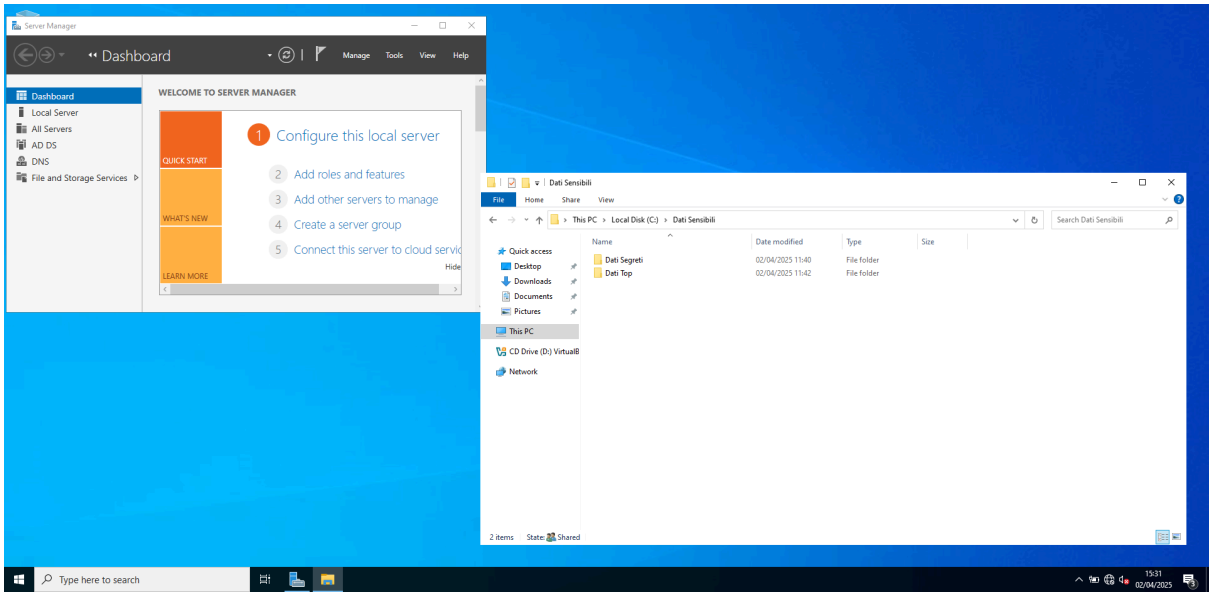 Server Manager
Dashboard
Manage Tools View Help
Dashboard
Local Server
All Servers
AD DS
DNS
File and Storage Services
WELCOME TO SERVER MANAGER
QUICK START
WHAT'S NEW
LEARN MORE
1 Configure this local server
2 Add roles and features
3 Add other servers to manage
4 Create a server group
5 Connect this server to cloud servic
Hide
Dati Sensibili
File Home Share View
This PC > Local Disk (C:) > Dati Sensibili
Search Dati Sensibili
Quick access
Desktop
Downloads
Documents
Pictures
This PC
CD Drive (D:) VirtualB
Network
Name Date modified Type Size
Dati Segreti 02/04/2025 11:40 File folder
Dati Top 02/04/2025 11:42 File folder
2 items State: Shared
Type here to search
15:31
02/04/2025
3